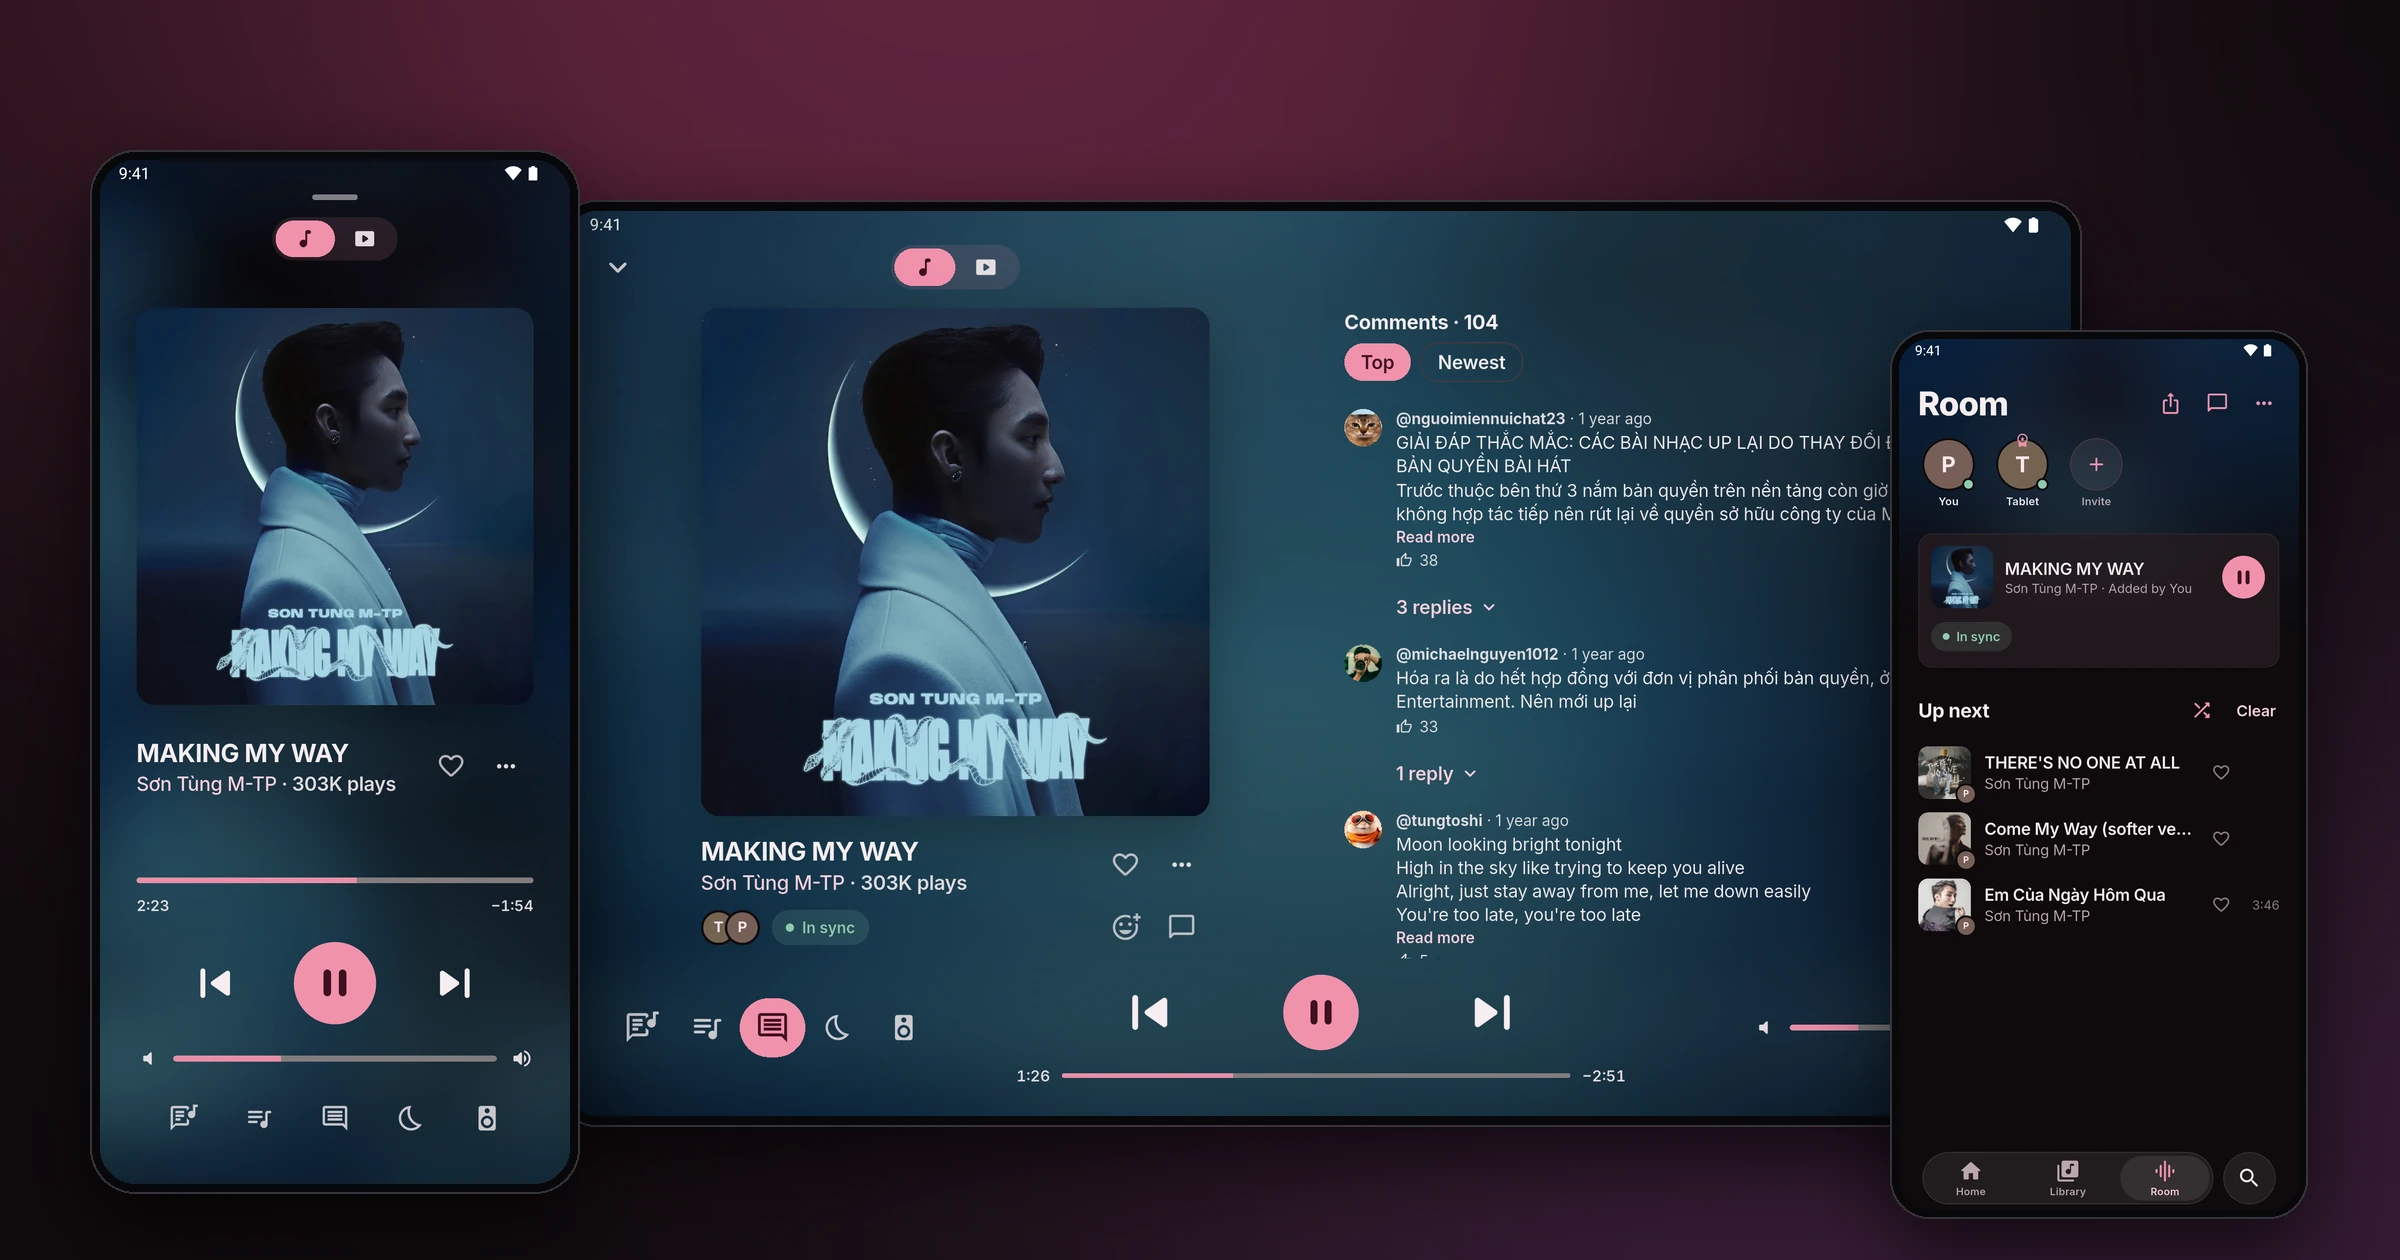 9:41
SON TUNG M-TP
MAKING MY WAY
MAKING MY WAY
Sơn Tùng M-TP · 303K plays
2:23
−1:54
9:41
SON TUNG M-TP
MAKING MY WAY
MAKING MY WAY
Sơn Tùng M-TP · 303K plays
T P
In sync
1:26
−2:51
Comments · 104
Top
Newest
@nguoimiennuichat23 · 1 year ago
GIẢI ĐÁP THẮC MẮC: CÁC BÀI NHẠC UP LẠI DO THAY ĐỔI
BẢN QUYỀN BÀI HÁT
Trước thuộc bên thứ 3 nắm bản quyền trên nền tảng còn giờ
không hợp tác tiếp nên rút lại về quyền sở hữu công ty của
Read more
38
3 replies
@michaelnguyen1012 · 1 year ago
Hóa ra là do hết hợp đồng với đơn vị phân phối bản quyền, ở
Entertainment. Nên mới up lại
33
1 reply
@tungtoshi · 1 year ago
Moon looking bright tonight
High in the sky like trying to keep you alive
Alright, just stay away from me, let me down easily
You're too late, you're too late
Read more
9:41
Room
P
You
T
Tablet
Invite
MAKING MY WAY
Sơn Tùng M-TP · Added by You
In sync
Up next
Clear
THERE'S NO ONE AT ALL
Sơn Tùng M-TP
P
Come My Way (softer ve...
Sơn Tùng M-TP
P
Em Của Ngày Hôm Qua
Sơn Tùng M-TP
P
3:46
Home
Library
Room